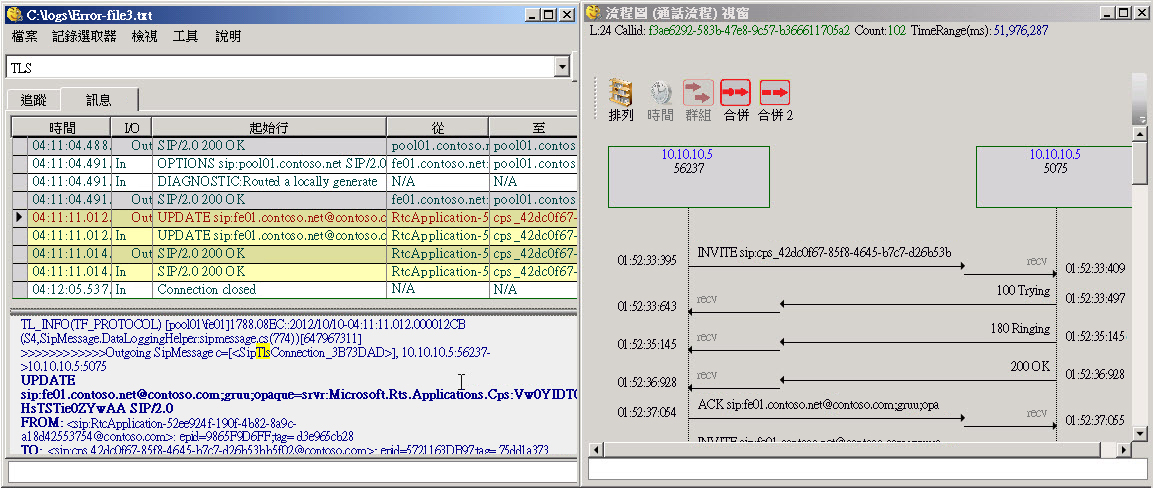 C:\logs\Error-file3.txt
檔案 記錄選取器 檢視 工具 說明
TLS
追蹤 訊息
時間 I/O 起始行 從 至
04:11:04.488. Out SIP/2.0 200 OK pool01.contoso.n pool01.contos
04:11:04.491. In OPTIONS sip:pool01.contoso.net SIP/2.0 fe01.contoso.net: pool01.contos
04:11:04.491. In DIAGNOSTIC:Routed a locally generate N/A N/A
04:11:04.491. Out SIP/2.0 200 OK fe01.contoso.net: pool01.contos
04:11:11.012. Out UPDATE sip:fe01.contoso.net@contoso.c RtcApplication-5 cps_42dc0f67-
04:11:11.012. In UPDATE sip:fe01.contoso.net@contoso.c RtcApplication-5 cps_42dc0f67-
04:11:11.014. Out SIP/2.0 200 OK RtcApplication-5 cps_42dc0f67-
04:11:11.014. In SIP/2.0 200 OK RtcApplication-5 cps_42dc0f67-
04:12:05.537. In Connection closed N/A N/A
TL_INFO(TF_PROTOCOL) [pool01\fe01]1788.08EC::2012/10/10-04:11:11.012.000012CB
(S4,SipMessage.DataLoggingHelper:sipmessage.cs(774))[647967311]
>>>>>>>>>>>>Outgoing SipMessage c=[<SipTlsConnection_3B73DAD>], 10.10.10.5:56237-
>10.10.10.5:5075
UPDATE
sip:fe01.contoso.net@contoso.com;gruu;opaque=srvr:Microsoft.Rts.Applications.Cps:Vw0YIDT0
HsTSTie0ZYwAA SIP/2.0
FROM: <sip:RtcApplication-52ee924f-190f-4b82-8a9c-
a18d42553754@contoso.com>; epid=9865F9D6FF;tag=d3e965cb28
TO: <sip:cps_42dc0f67-85f8-4645-b7c7-d26b53bb5f02@contoso.com>; epid=5721163DB97tag=75dd1a373
流程圖 (通話流程) 視窗
L:24 Callid: f3ae6292-583b-47e8-9c57-b366611705a2 Count:102 TimeRange(ms): 51,976,287
排列 時間 群組 合併 合併 2
10.10.10.5 10.10.10.5
56237 5075
01:52:33:395 INVITE sip:cps_42dc0f67-85f8-4645-b7c7-d26b53b recv 01:52:33:409
01:52:33:643 recv 100 Trying 01:52:33:497
01:52:35:145 recv 180 Ringing 01:52:35:145
01:52:36:928 recv 200 OK 01:52:36:928
01:52:37:054 ACK sip:fe01.contoso.net@contoso.com;gruu;opa recv 01:52:37:055
INVITE sip:fe01.contoso.net@contoso.com;gruu;o